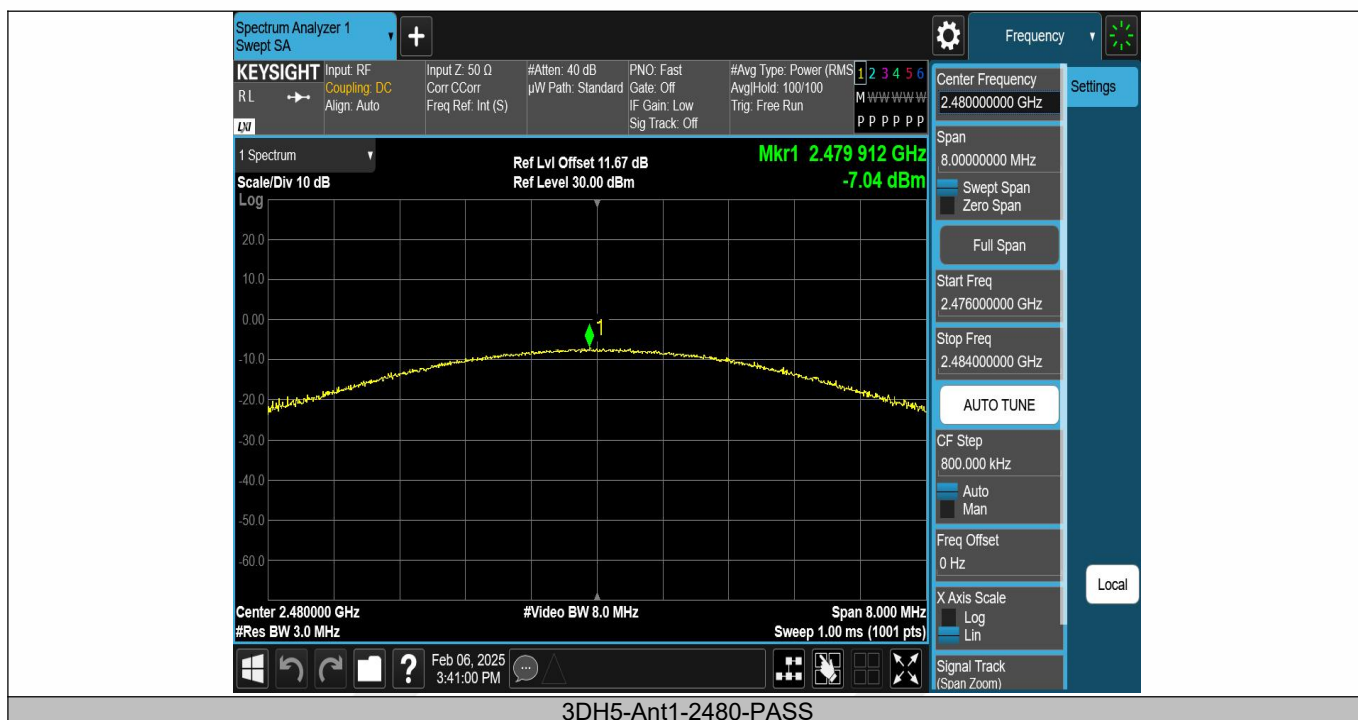 Spectrum Analyzer 1
Swept SA
+
Frequency
KEYSIGHT
RL
LXI
Input: RF
Coupling: DC
Align: Auto
Input Z: 50 Ω
Corr CCorr
Freq Ref: Int (S)
#Atten: 40 dB
µW Path: Standard
PNO: Fast
Gate: Off
IF Gain: Low
Sig Track: Off
#Avg Type: Power (RMS
Avg|Hold: 100/100
Trig: Free Run
1 2 3 4 5 6
M W W W W W
P P P P P P
1 Spectrum
Scale/Div 10 dB
Log
Ref Lvl Offset 11.67 dB
Ref Level 30.00 dBm
Mkr1 2.479 912 GHz
-7.04 dBm
20.0
10.0
0.00
1
-10.0
-20.0
-30.0
-40.0
-50.0
-60.0
Center 2.480000 GHz
#Video BW 8.0 MHz
Span 8.000 MHz
#Res BW 3.0 MHz
Sweep 1.00 ms (1001 pts)
?
Feb 06, 2025
3:41:00 PM
Center Frequency
2.480000000 GHz
Settings
Span
8.00000000 MHz
Swept Span
Zero Span
Full Span
Start Freq
2.476000000 GHz
Stop Freq
2.484000000 GHz
AUTO TUNE
CF Step
800.000 kHz
Auto
Man
Freq Offset
0 Hz
Local
X Axis Scale
Log
Lin
Signal Track
(Span Zoom)
3DH5-Ant1-2480-PASS